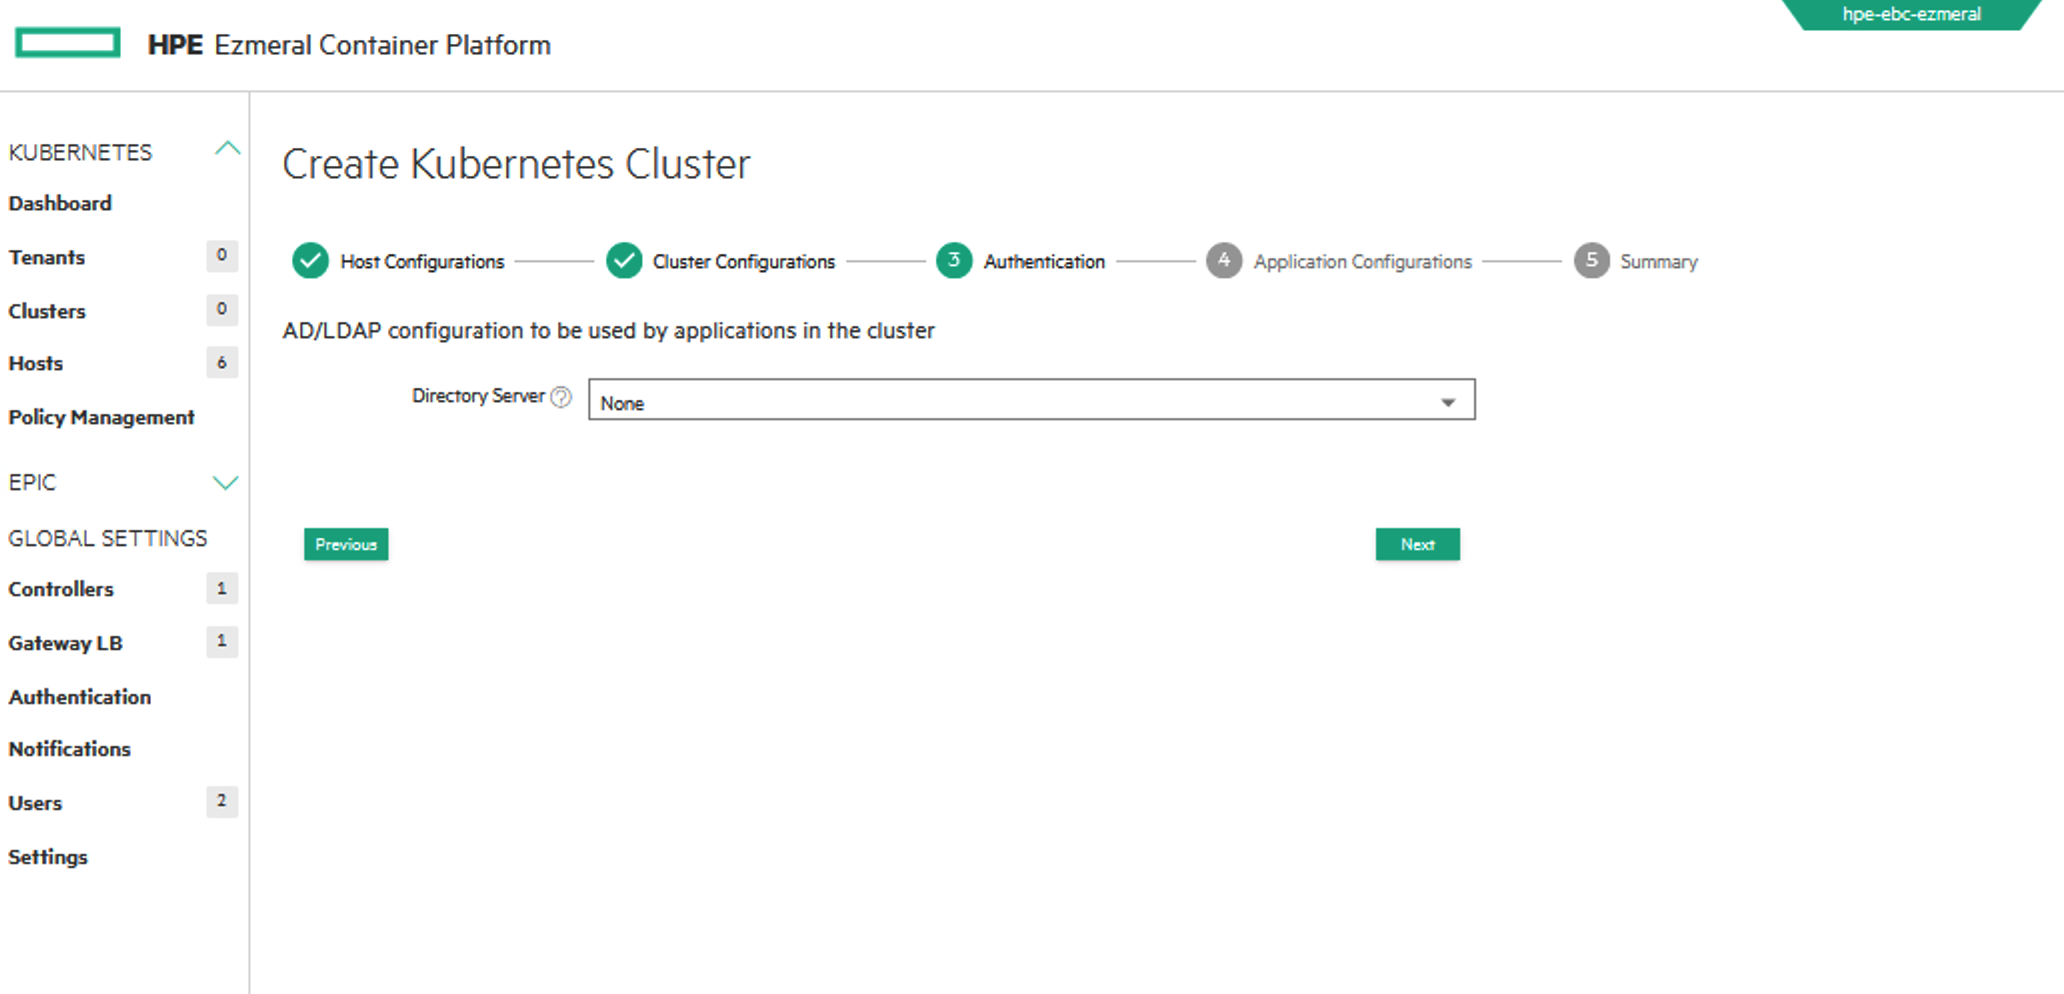 hpe-ebc-ezmeral
HPE Ezmeral Container Platform
KUBERNETES
Dashboard
Tenants 0
Clusters 0
Hosts 6
Policy Management
EPIC
GLOBAL SETTINGS
Controllers 1
Gateway LB 1
Authentication
Notifications
Users 2
Settings
Create Kubernetes Cluster
Host Configurations Cluster Configurations 3 Authentication 4 Application Configurations 5 Summary
AD/LDAP configuration to be used by applications in the cluster
Directory Server ? None
Previous Next